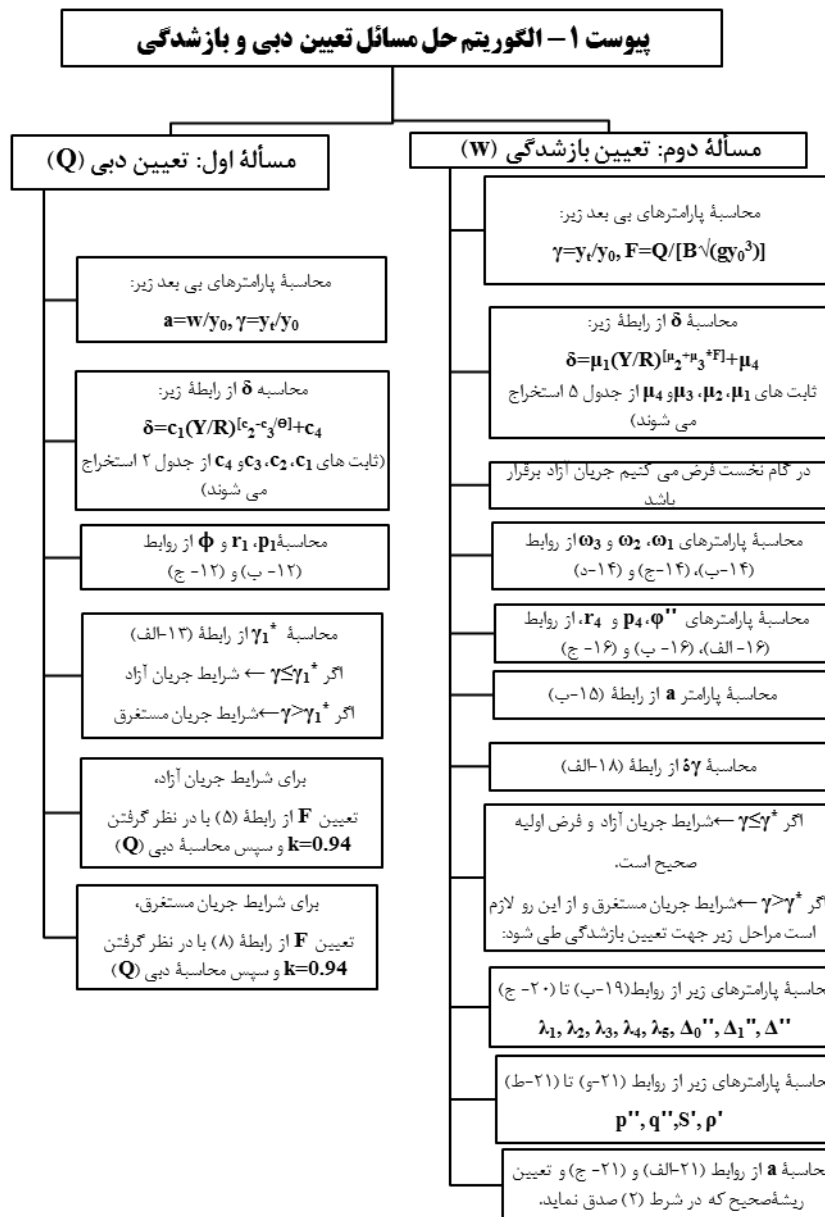 پیوست ۱ – الگوریتم حل مسائل تعیین دبی و بازشدگی
مسألهٔ دوم: تعیین بازشدگی (w)
محاسبهٔ پارامترهای بی بعد زیر:
γ=yₜ/y₀, F=Q/[B√(gy₀³)]
محاسبهٔ δ از رابطهٔ زیر:
δ=μ₁(Y/R)^[μ₂+μ₃*F]+μ₄
ثابت های μ₁، μ₂، μ₃و μ₄ از جدول ۵ استخراج
می شوند)
در گام نخست فرض می کنیم جریان آزاد برقرار
باشد
محاسبهٔ پارامترهای ω₁، ω₂ و ω₃ از روابط
(۱۴-ب)، (۱۴-ج) و (۱۴-د)
محاسبهٔ پارامترهای φ''، p₄ و r₄، از روابط
(۱۶- الف)، (۱۶- ب) و (۱۶- ج)
محاسبهٔ پارامتر a از رابطهٔ (۱۵-ب)
محاسبهٔ γ۵ از رابطهٔ (۱۸-الف)
اگر γ≤γ* ←شرایط جریان آزاد و فرض اولیه
صحیح است.
اگر γ>γ* ←شرایط جریان مستغرق و از این رو لازم
است مراحل زیر جهت تعیین بازشدگی طی شود:
حاسبهٔ پارامترهای زیر از روابط(۱۹-ب) تا (۲۰- ج)
λ₁, λ₂, λ₃, λ₄, λ₅, Δ₀'', Δ₁'', Δ''
حاسبهٔ پارامترهای زیر از روابط (۲۱-و) تا (۲۱-ط)
p'', q'',S', ρ'
حاسبهٔ a از روابط (۲۱-الف) و (۲۱- ج) و تعیین
ریشهٔصحیح که در شرط (۲) صدق نماید.
مسألهٔ اول: تعیین دبی (Q)
محاسبهٔ پارامترهای بی بعد زیر:
a=w/y₀, γ=yₜ/y₀
محاسبه δ از رابطهٔ زیر:
δ=c₁(Y/R)^[c₂-c₃/Θ]+c₄
(ثابت های c₁، c₂، c₃و c₄ از جدول ۲ استخراج
می شوند)
محاسبهٔp₁، r₁ و ϕ از روابط
(۱۲- ب) و (۱۲- ج)
محاسبهٔ γ₁* از رابطهٔ (۱۳-الف)
اگر γ≤γ₁* ← شرایط جریان آزاد
اگر γ>γ₁* ←شرایط جریان مستغرق
برای شرایط جریان آزاد،
تعیین F از رابطهٔ (۵) با در نظر گرفتن
k=0.94 و سپس محاسبهٔ دبی (Q)
برای شرایط جریان مستغرق،
تعیین F از رابطهٔ (۸) با در نظر گرفتن
k=0.94 و سپس محاسبهٔ دبی (Q)